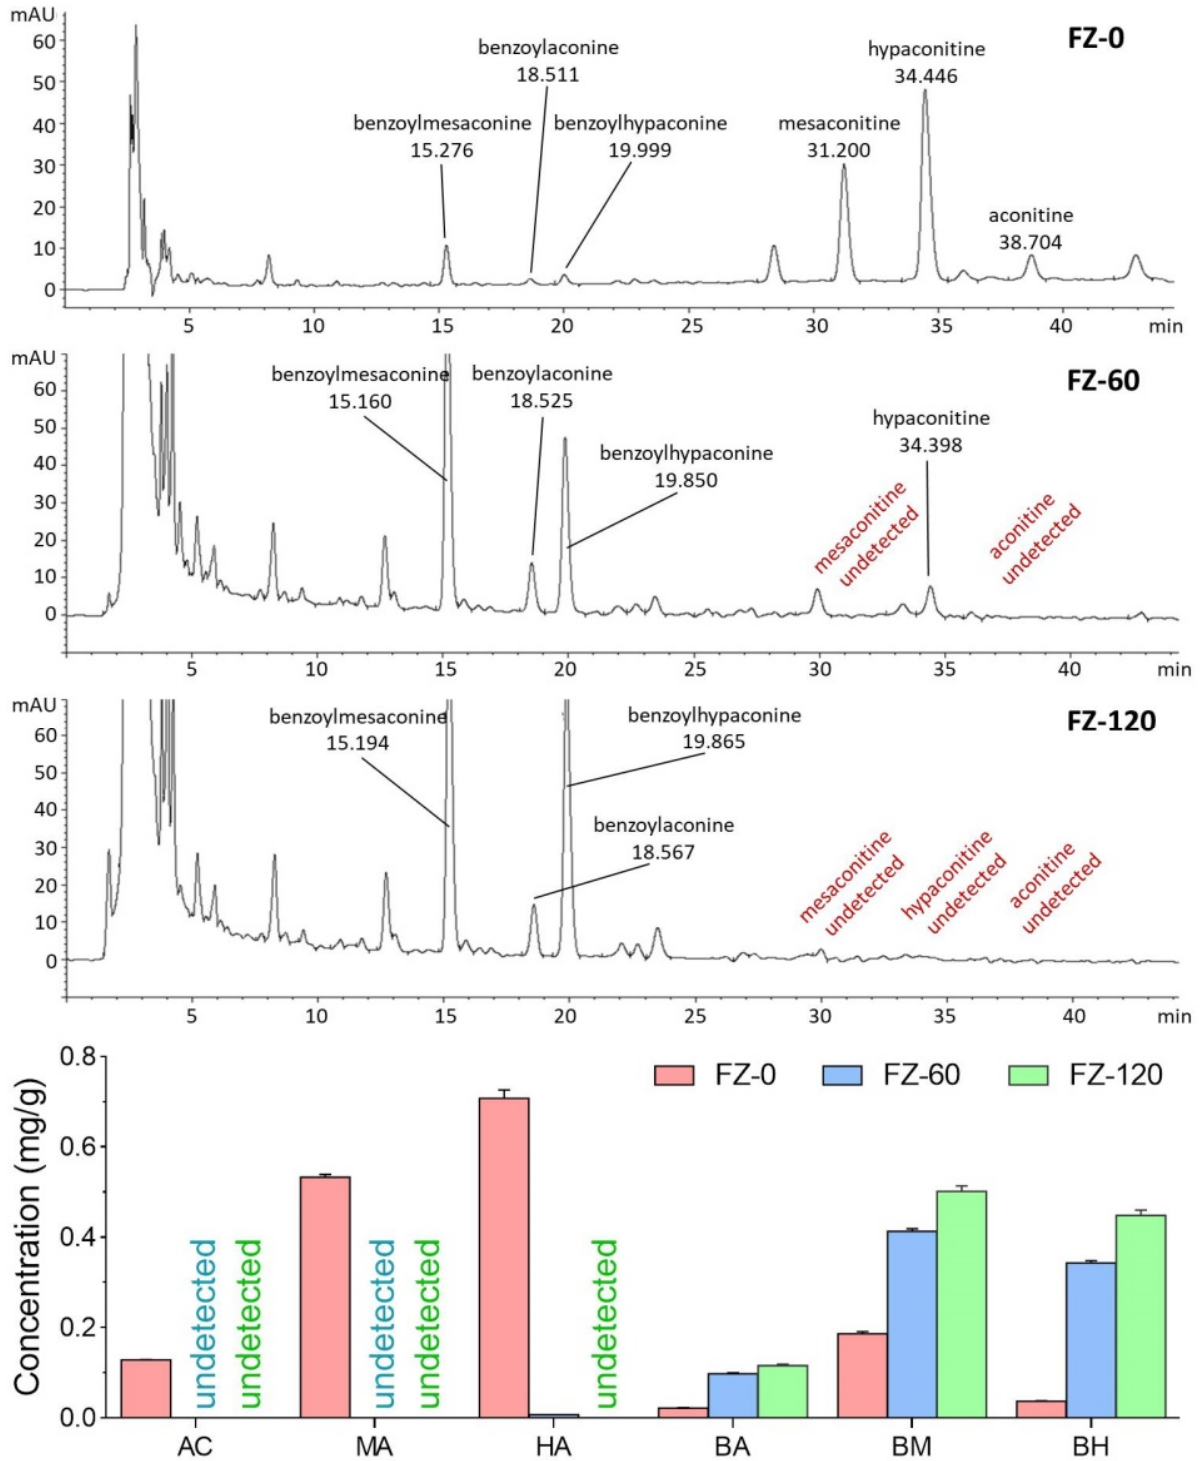 mAU
FZ-0
60
50
40
30
20
10
0
benzoylmesaconine
15.276
benzoylaconine
18.511
benzoylhypaconine
19.999
mesaconitine
31.200
hypaconitine
34.446
aconitine
38.704
5 10 15 20 25 30 35 40 min
mAU
FZ-60
60
50
40
30
20
10
0
benzoylmesaconine
15.160
benzoylaconine
18.525
benzoylhypaconine
19.850
mesaconitine
undetected
hypaconitine
34.398
aconitine
undetected
5 10 15 20 25 30 35 40 min
mAU
FZ-120
60
50
40
30
20
10
0
benzoylmesaconine
15.194
benzoylhypaconine
19.865
benzoylaconine
18.567
mesaconitine
undetected
hypaconitine
undetected
aconitine
undetected
5 10 15 20 25 30 35 40 min
Concentration (mg/g)
0.8
0.6
0.4
0.2
0.0
FZ-0 FZ-60 FZ-120
undetected
undetected
undetected
undetected
undetected
AC MA HA BA BM BH